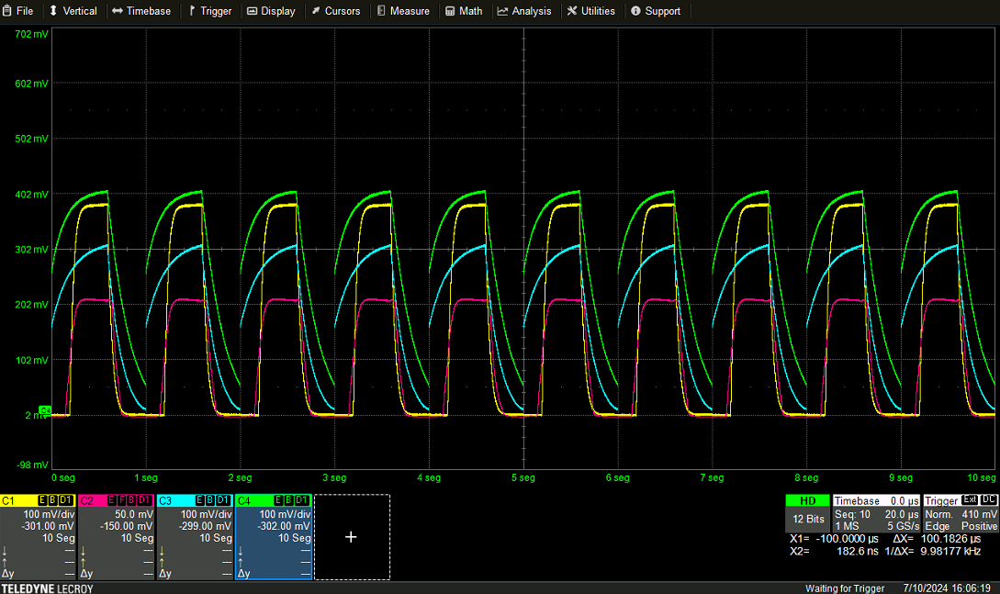 File Vertical Timebase Trigger Display Cursors Measure Math Analysis Utilities Support
702 mV
602 mV
502 mV
402 mV
302 mV
202 mV
102 mV
C4
2 mV
-98 mV
0 seg 1 seg 2 seg 3 seg 4 seg 5 seg 6 seg 7 seg 8 seg 9 seg 10 seg
C1 E B D1
100 mV/div
-301.00 mV
10 Seg
↓ ---
↑ ---
Δy ---
C2 E F B D1
50.0 mV
-150.00 mV
10 Seg
↓ ---
↑ ---
Δy ---
C3 E B D1
100 mV/div
-299.00 mV
10 Seg
↓ ---
↑ ---
Δy ---
C4 E B D1
100 mV/div
-302.00 mV
10 Seg
↓ ---
↑ ---
Δy ---
+
HD
12 Bits
Timebase 0.0 µs
Seq: 10 20.0 µs
1 MS 5 GS/s
Trigger Ext DC
Norm. 410 mV
Edge Positive
X1= -100.0000 µs ΔX= 100.1826 µs
X2= 182.6 ns 1/ΔX= 9.98177 kHz
TELEDYNE LECROY
Waiting for Trigger 7/10/2024 16:06:19